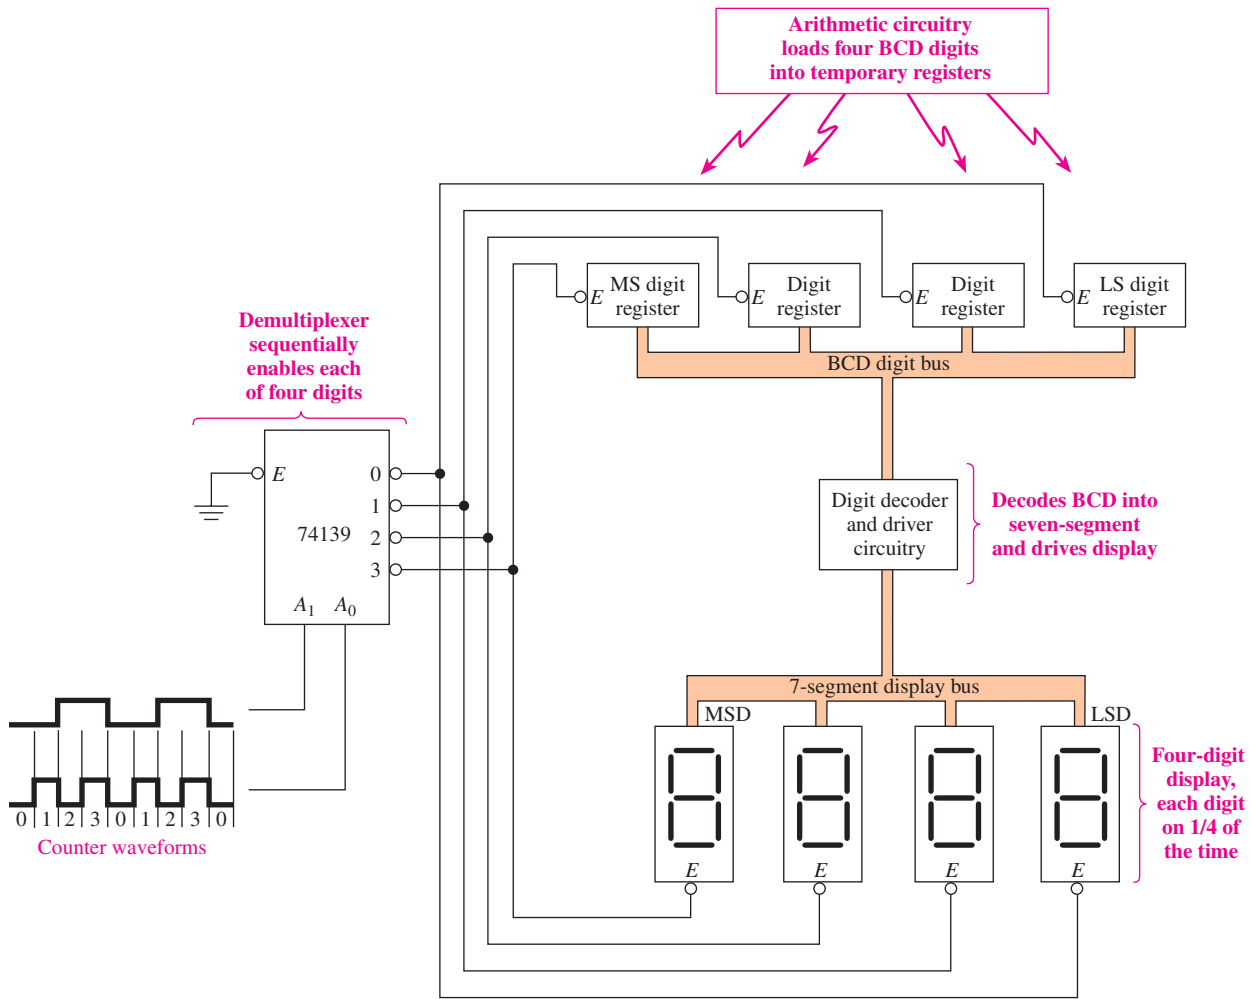 Arithmetic circuitry
loads four BCD digits
into temporary registers
E
MS digit
register
E
Digit
register
E
Digit
register
E
LS digit
register
BCD digit bus
Demultiplexer
sequentially
enables each
of four digits
E
0
1
74139
2
3
A1
A0
Digit decoder
and driver
circuitry
Decodes BCD into
seven-segment
and drives display
7-segment display bus
MSD
LSD
E
E
E
E
Four-digit
display,
each digit
on 1/4 of
the time
0 1 2 3 0 1 2 3 0
Counter waveforms